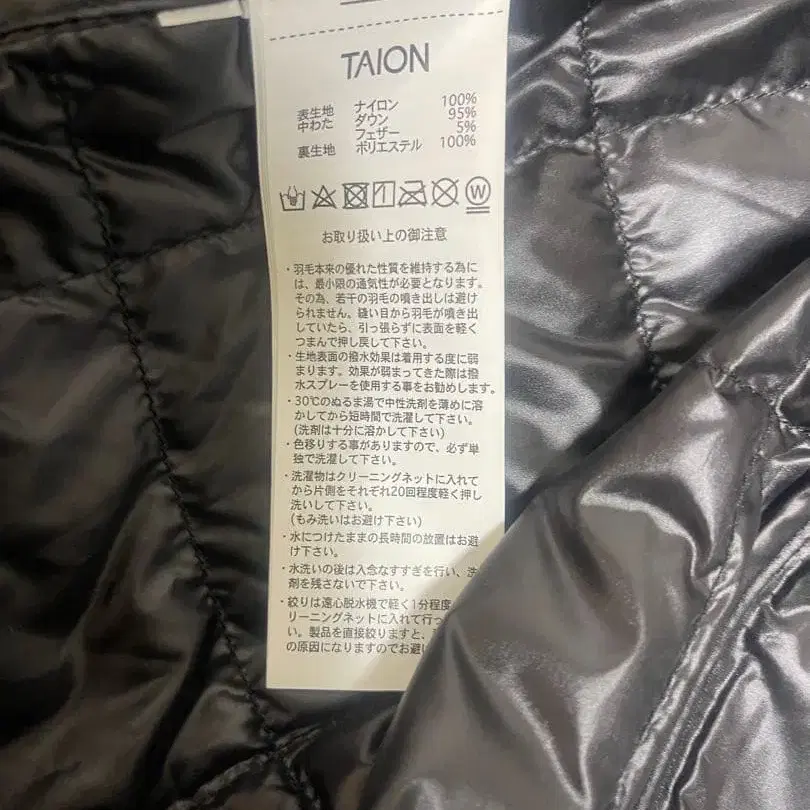 TAION
表生地 ナイロン 100%
中わた ダウン 95%
フェザー 5%
裏生地 ポリエステル 100%
W
お取り扱い上の御注意
・羽毛本来の優れた性質を維持する為に
は、最小限の通気性が必要となります。
その為、若干の羽毛の噴き出しは避け
られません。縫い目から羽毛が噴き出
していたら、引っ張らずに表面を軽く
つまんで押し戻して下さい。
・生地表面の撥水効果は着用する度に弱
まります。効果が弱まってきた際は撥
水スプレーを使用する事をお勧めします。
・30℃のぬるま湯で中性洗剤を薄めに溶
かしてから短時間で洗濯して下さい。
(洗剤は十分に溶かして下さい)
・色移りする事がありますので、必ず単
独で洗濯して下さい。
・洗濯物はクリーニングネットに入れて
から片側をそれぞれ20回程度軽く押し
洗いして下さい。
(もみ洗いはお避け下さい)
・水につけたままの長時間の放置はお避
け下さい。
・水洗いの後は入念なすすぎを行い、洗
剤を残さないで下さい。
・絞りは遠心脱水機で軽く1分程度
リーニングネットに入れて行っ
い。製品を直接絞りますと、
の原因になりますのでお避け